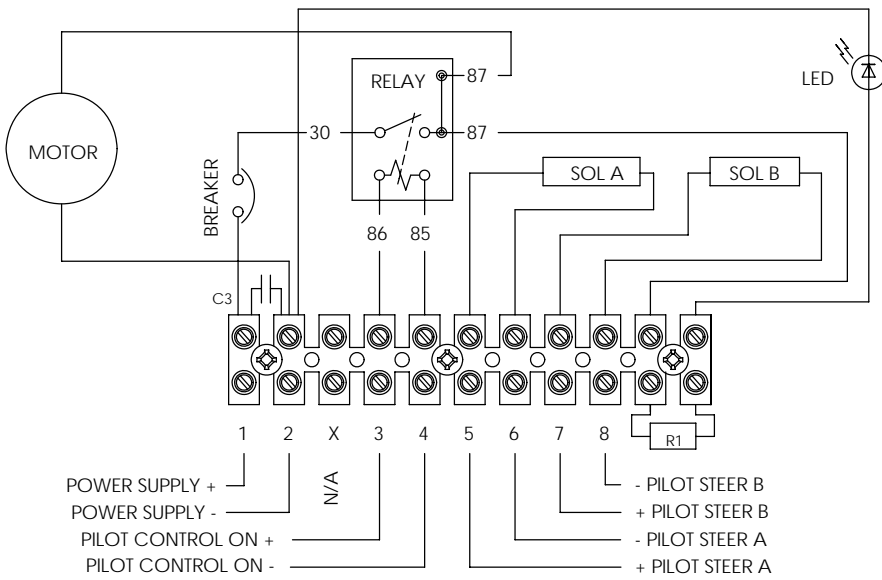 RELAY
87
LED
30
87
MOTOR
BREAKER
SOL A
SOL B
86
85
C3
1
2
X
3
4
5
6
7
8
R1
N/A
POWER SUPPLY +
POWER SUPPLY -
PILOT CONTROL ON +
PILOT CONTROL ON -
- PILOT STEER B
+ PILOT STEER B
- PILOT STEER A
+ PILOT STEER A